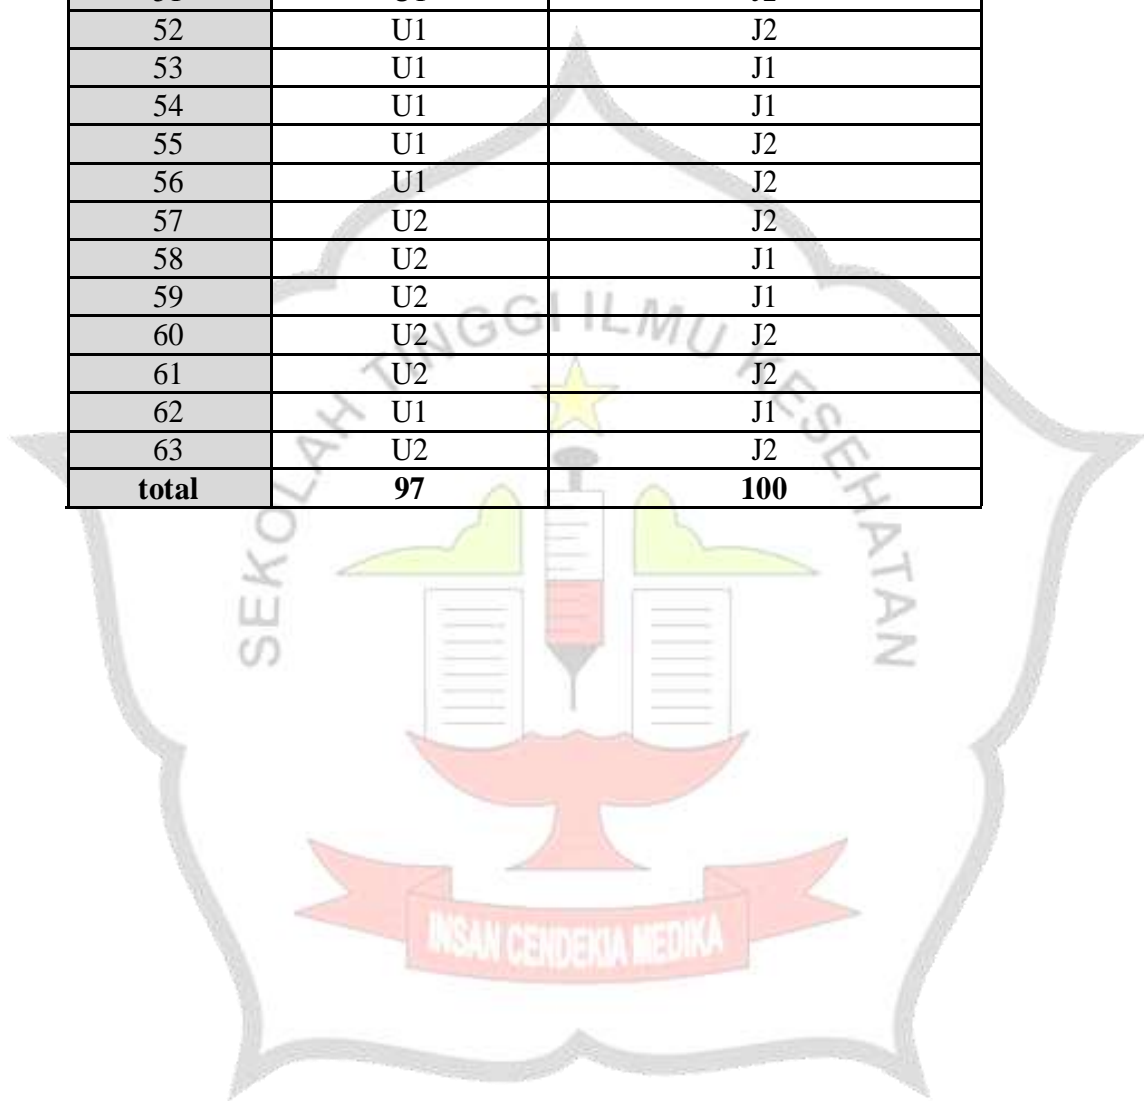 52 U1 J2
53 U1 J1
54 U1 J1
55 U1 J2
56 U1 J2
57 U2 J2
58 U2 J1
59 U2 J1
60 U2 J2
61 U2 J2
62 U1 J1
63 U2 J2
total 97 100
SEKOLAH TINGGI ILMU KESEHATAN
INSAN CENDEKIA MEDIKA